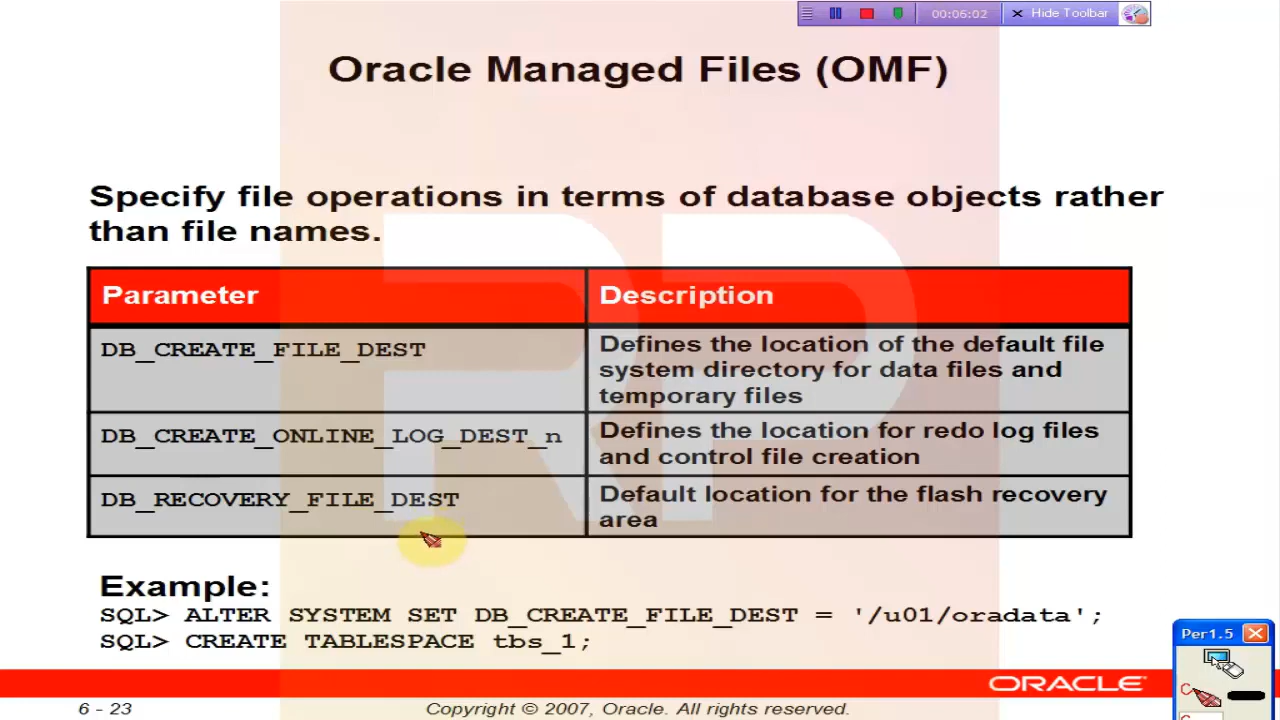 00:06:02 Hide Toolbar
Oracle Managed Files (OMF)
Specify file operations in terms of database objects rather
than file names.
Parameter Description
DB_CREATE_FILE_DEST Defines the location of the default file
system directory for data files and
temporary files
DB_CREATE_ONLINE_LOG_DEST_n Defines the location for redo log files
and control file creation
DB_RECOVERY_FILE_DEST Default location for the flash recovery
area
RP
Example:
SQL> ALTER SYSTEM SET DB_CREATE_FILE_DEST = '/u01/oradata';
SQL> CREATE TABLESPACE tbs_1;
Per1.5
C
ORACLE
6 - 23 Copyright © 2007, Oracle. All rights reserved.